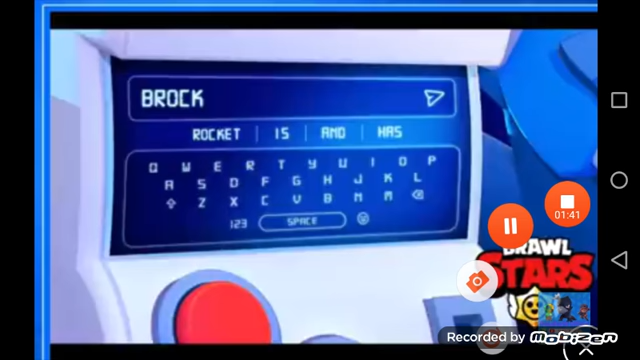 BROCK
ROCKET | IS | AND | HAS
Q W E R T Y U I O P
A S D F G H J K L
Z X C V B N M
123 SPACE
01:41
BRAWL
STARS
Recorded by Mobizen